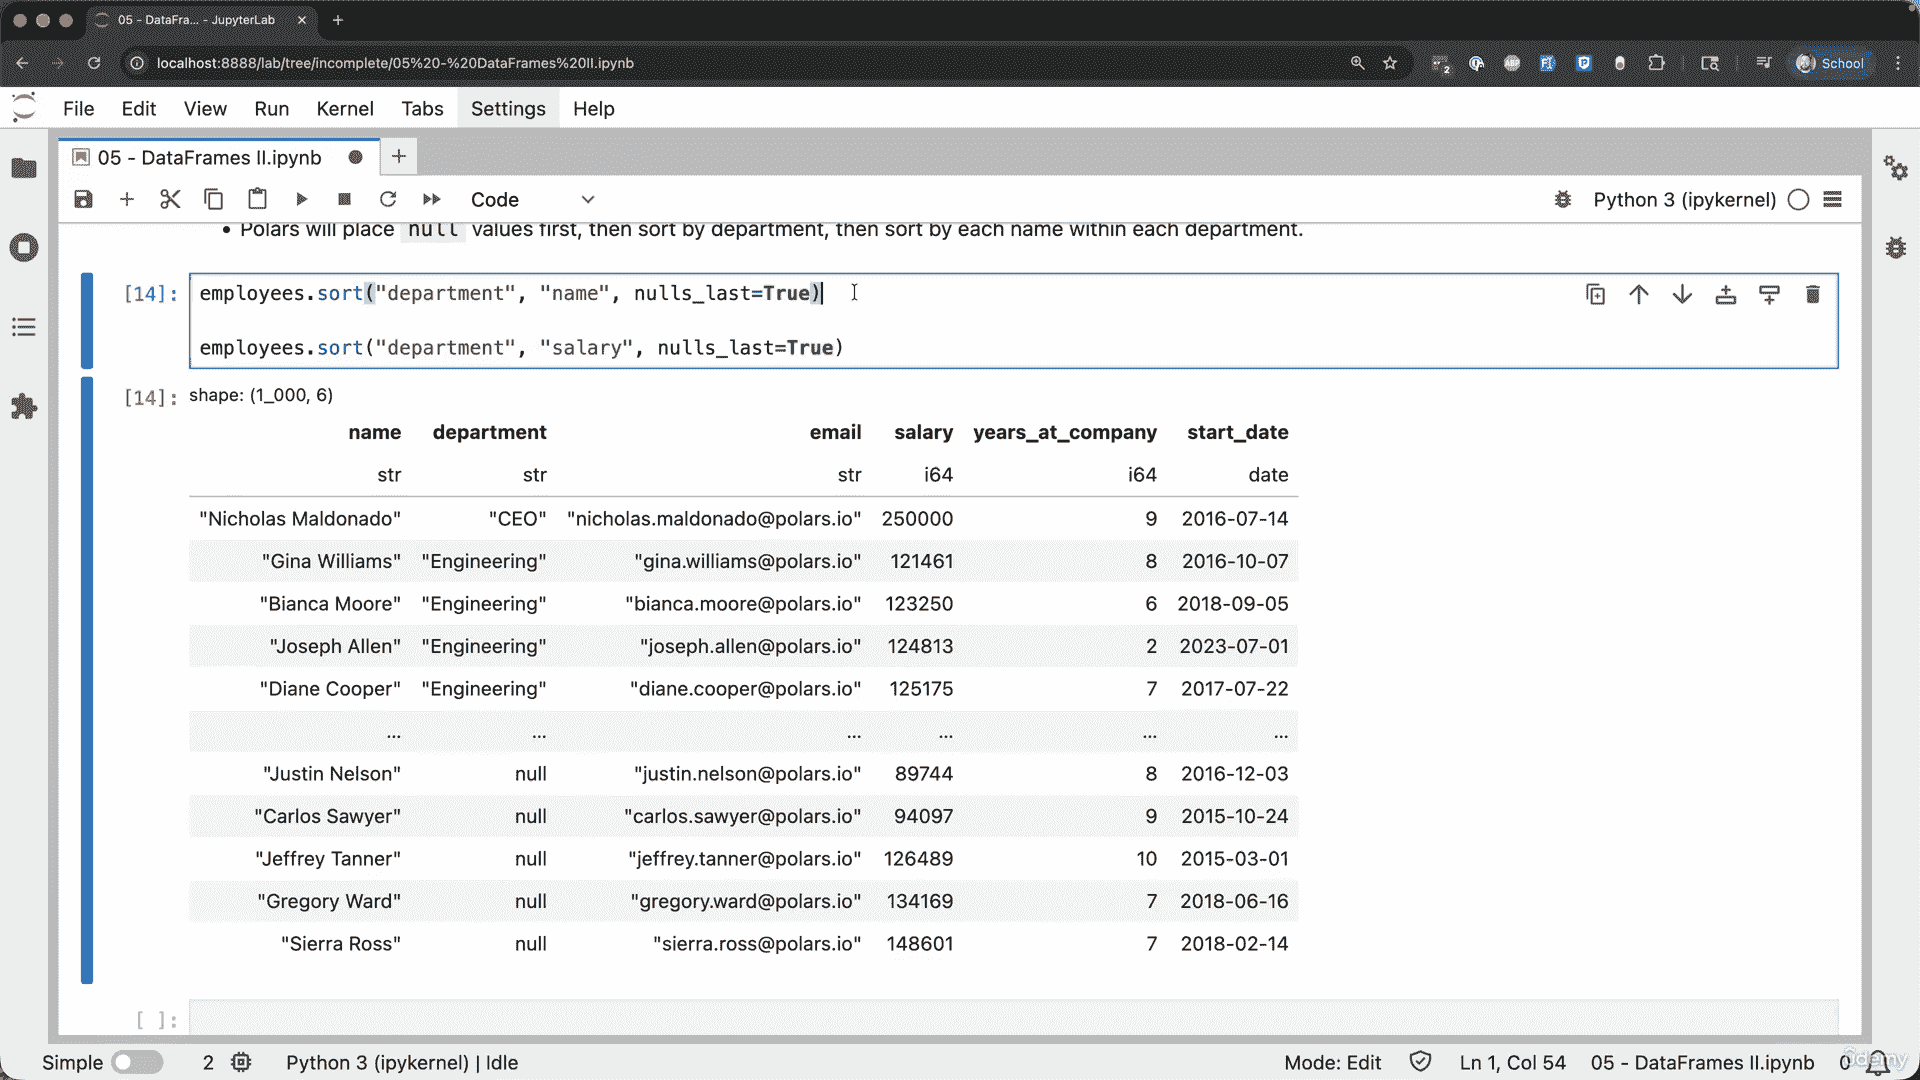 05 - DataFra... - JupyterLab
localhost:8888/lab/tree/incomplete/05%20-%20DataFrames%20II.ipynb
2
ABP
School
File Edit View Run Kernel Tabs Settings Help
05 - DataFrames II.ipynb
Code
Python 3 (ipykernel)
Polars will place null values first, then sort by department, then sort by each name within each department.
[14]: employees.sort("department", "name", nulls_last=True)
employees.sort("department", "salary", nulls_last=True)
[14]: shape: (1_000, 6)
name department email salary years_at_company start_date
str str str i64 i64 date
"Nicholas Maldonado" "CEO" "nicholas.maldonado@polars.io" 250000 9 2016-07-14
"Gina Williams" "Engineering" "gina.williams@polars.io" 121461 8 2016-10-07
"Bianca Moore" "Engineering" "bianca.moore@polars.io" 123250 6 2018-09-05
"Joseph Allen" "Engineering" "joseph.allen@polars.io" 124813 2 2023-07-01
"Diane Cooper" "Engineering" "diane.cooper@polars.io" 125175 7 2017-07-22
... ... ... ... ... ...
"Justin Nelson" null "justin.nelson@polars.io" 89744 8 2016-12-03
"Carlos Sawyer" null "carlos.sawyer@polars.io" 94097 9 2015-10-24
"Jeffrey Tanner" null "jeffrey.tanner@polars.io" 126489 10 2015-03-01
"Gregory Ward" null "gregory.ward@polars.io" 134169 7 2018-06-16
"Sierra Ross" null "sierra.ross@polars.io" 148601 7 2018-02-14
[ ]:
Simple 2 Python 3 (ipykernel) | Idle Mode: Edit Ln 1, Col 54 05 - DataFrames II.ipynb 0
udemy